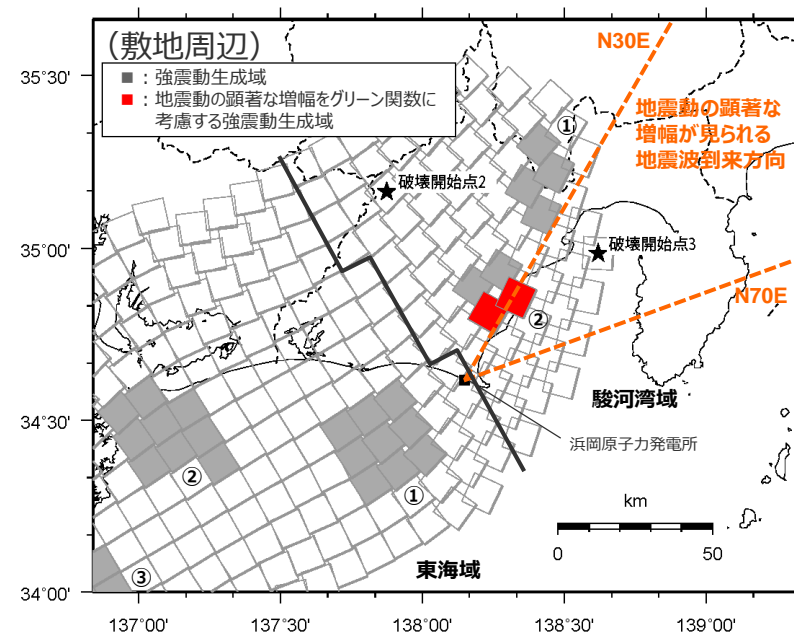 （敷地周辺）
■：強震動生成域
■：地震動の顕著な増幅をグリーン関数に
考慮する強震動生成域
N30E
地震動の顕著な
増幅が見られる
地震波到来方向
①
破壊開始点2
破壊開始点3
N70E
②
駿河湾域
浜岡原子力発電所
②
①
③
東海域
km
0 50
35°30'
35°00'
34°30'
34°00'
137°00' 137°30' 138°00' 138°30' 139°00'